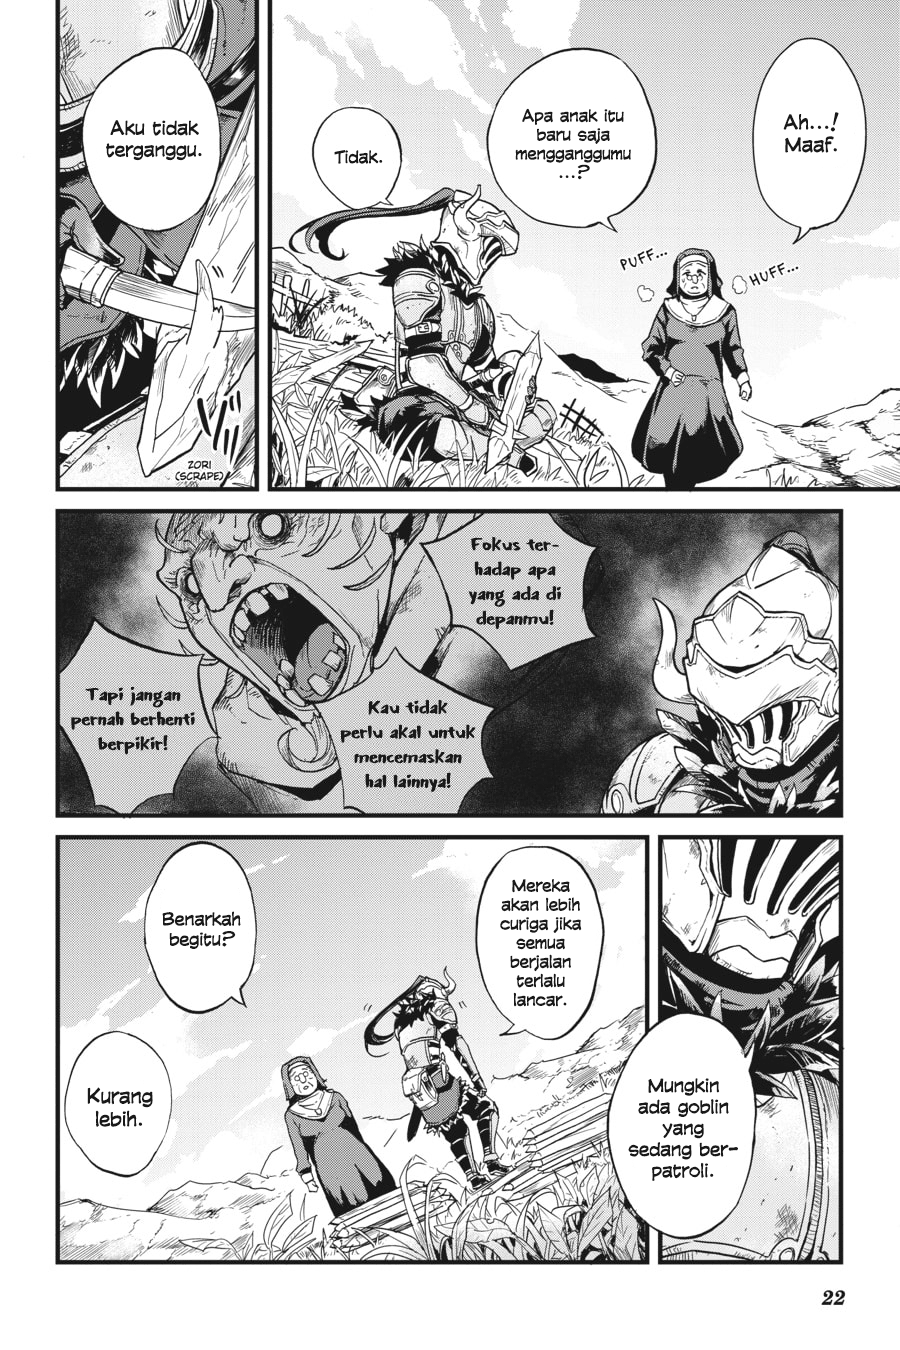 Ah...!
Maaf.
Apa anak itu
baru saja
mengganggumu
...?
PUFF...
HUFF...
Tidak.
Aku tidak
terganggu.
ZORI
(SCRAPE)
Fokus ter-
hadap apa
yang ada di
depanmu!
Kau tidak
perlu akal untuk
mencemaskan
hal lainnya!
Tapi jangan
pernah berhenti
berpikir!
Mungkin
ada goblin
yang
sedang ber-
patroli.
Mereka
akan lebih
curiga jika
semua
berjalan
terlalu
lancar.
Benarkah
begitu?
Kurang
lebih.
22